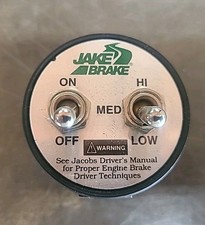 JAKE
BRAKE
ON HI
MED
OFF LOW
WARNING
See Jacobs Driver's Manual
for Proper Engine Brake
Driver Techniques